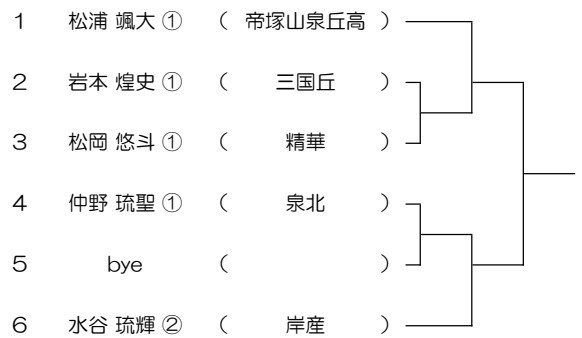 1 松浦 颯大 ① （ 帝塚山泉丘高 ）
2 岩本 煌史 ① （ 三国丘 ）
3 松岡 悠斗 ① （ 精華 ）
4 仲野 琉聖 ① （ 泉北 ）
5 bye （ ）
6 水谷 琉輝 ② （ 岸産 ）